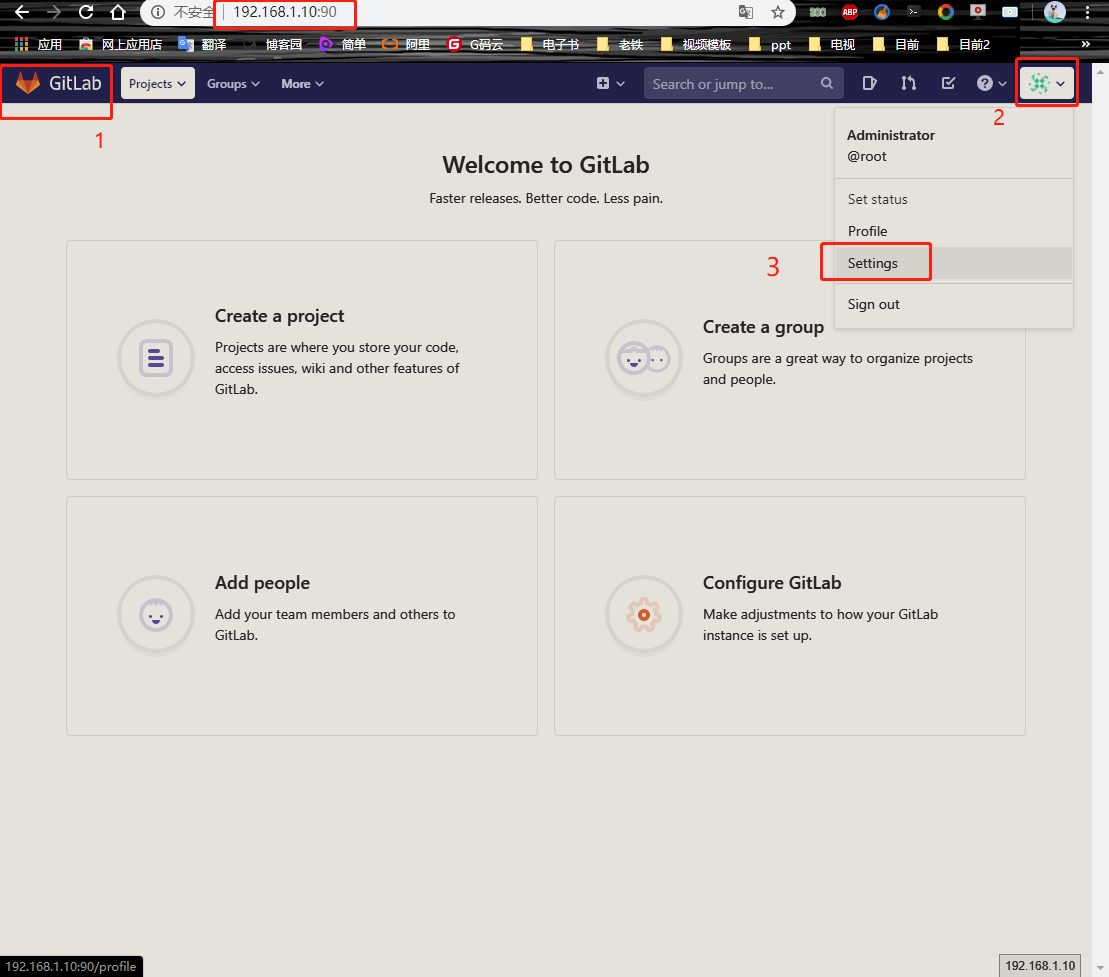 不安全 192.168.1.10:90
ABP
应用 网上应用店 翻译 博客园 简单 阿里 G码云 电子书 老铁 视频模板 ppt 电视 目前 目前2 »
GitLab Projects Groups More Search or jump to...
1
2
Administrator
@root
Set status
Profile
3
Settings
Sign out
Welcome to GitLab
Faster releases. Better code. Less pain.
Create a project
Projects are where you store your code,
access issues, wiki and other features of
GitLab.
Create a group
Groups are a great way to organize projects
and people.
Add people
Add your team members and others to
GitLab.
Configure GitLab
Make adjustments to how your GitLab
instance is set up.
192.168.1.10:90/profile
192.168.1.10